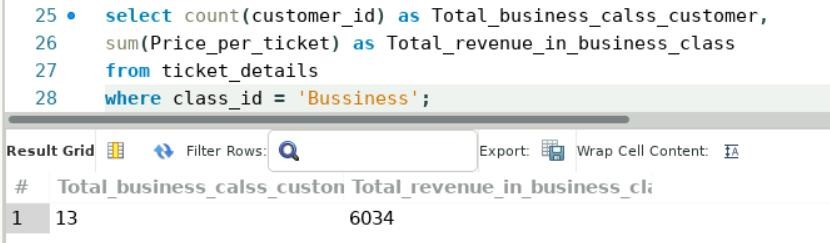 25 select count(customer_id) as Total_business_calss_customer,
26 sum(Price_per_ticket) as Total_revenue_in_business_class
27 from ticket_details
28 where class_id = 'Bussiness';
Result Grid Filter Rows: Export: Wrap Cell Content: IA
# Total_business_calss_custon Total_revenue_in_business_cla
1 13 6034